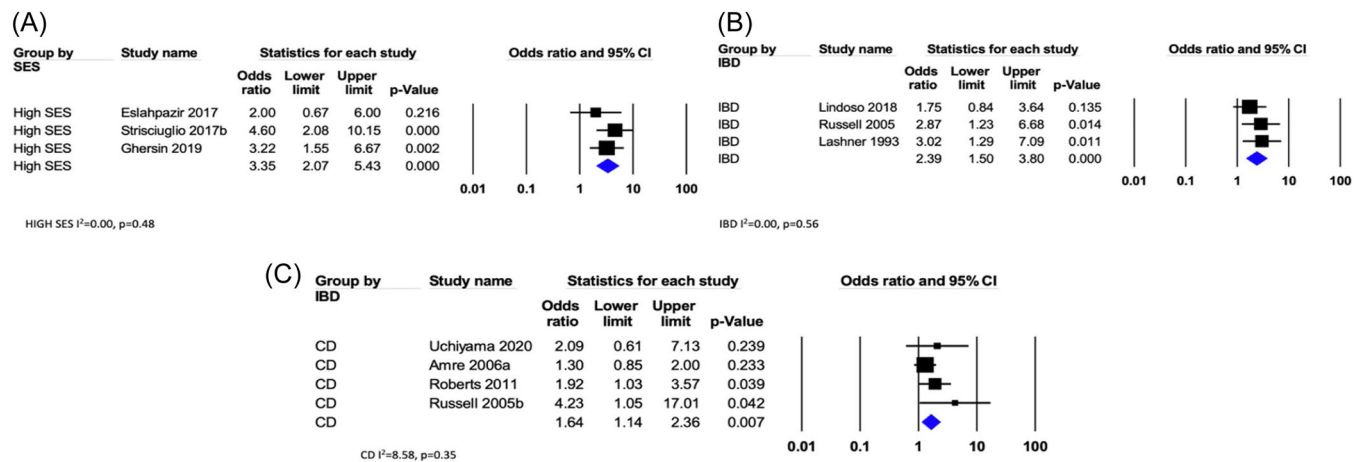 (A)
Group by SES Study name Statistics for each study Odds ratio and 95% CI
Odds ratio Lower limit Upper limit p-Value
High SES Eslahpazir 2017 2.00 0.67 6.00 0.216
High SES Strisciuglio 2017b 4.60 2.08 10.15 0.000
High SES Ghersin 2019 3.22 1.55 6.67 0.002
High SES 3.35 2.07 5.43 0.000
0.01 0.1 1 10 100
HIGH SES I²=0.00, p=0.48
(B)
Group by IBD Study name Statistics for each study Odds ratio and 95% CI
Odds ratio Lower limit Upper limit p-Value
IBD Lindoso 2018 1.75 0.84 3.64 0.135
IBD Russell 2005 2.87 1.23 6.68 0.014
IBD Lashner 1993 3.02 1.29 7.09 0.011
IBD 2.39 1.50 3.80 0.000
0.01 0.1 1 10 100
IBD I²=0.00, p=0.56
(C)
Group by IBD Study name Statistics for each study Odds ratio and 95% CI
Odds ratio Lower limit Upper limit p-Value
CD Uchiyama 2020 2.09 0.61 7.13 0.239
CD Amre 2006a 1.30 0.85 2.00 0.233
CD Roberts 2011 1.92 1.03 3.57 0.039
CD Russell 2005b 4.23 1.05 17.01 0.042
CD 1.64 1.14 2.36 0.007
0.01 0.1 1 10 100
CD I²=8.58, p=0.35